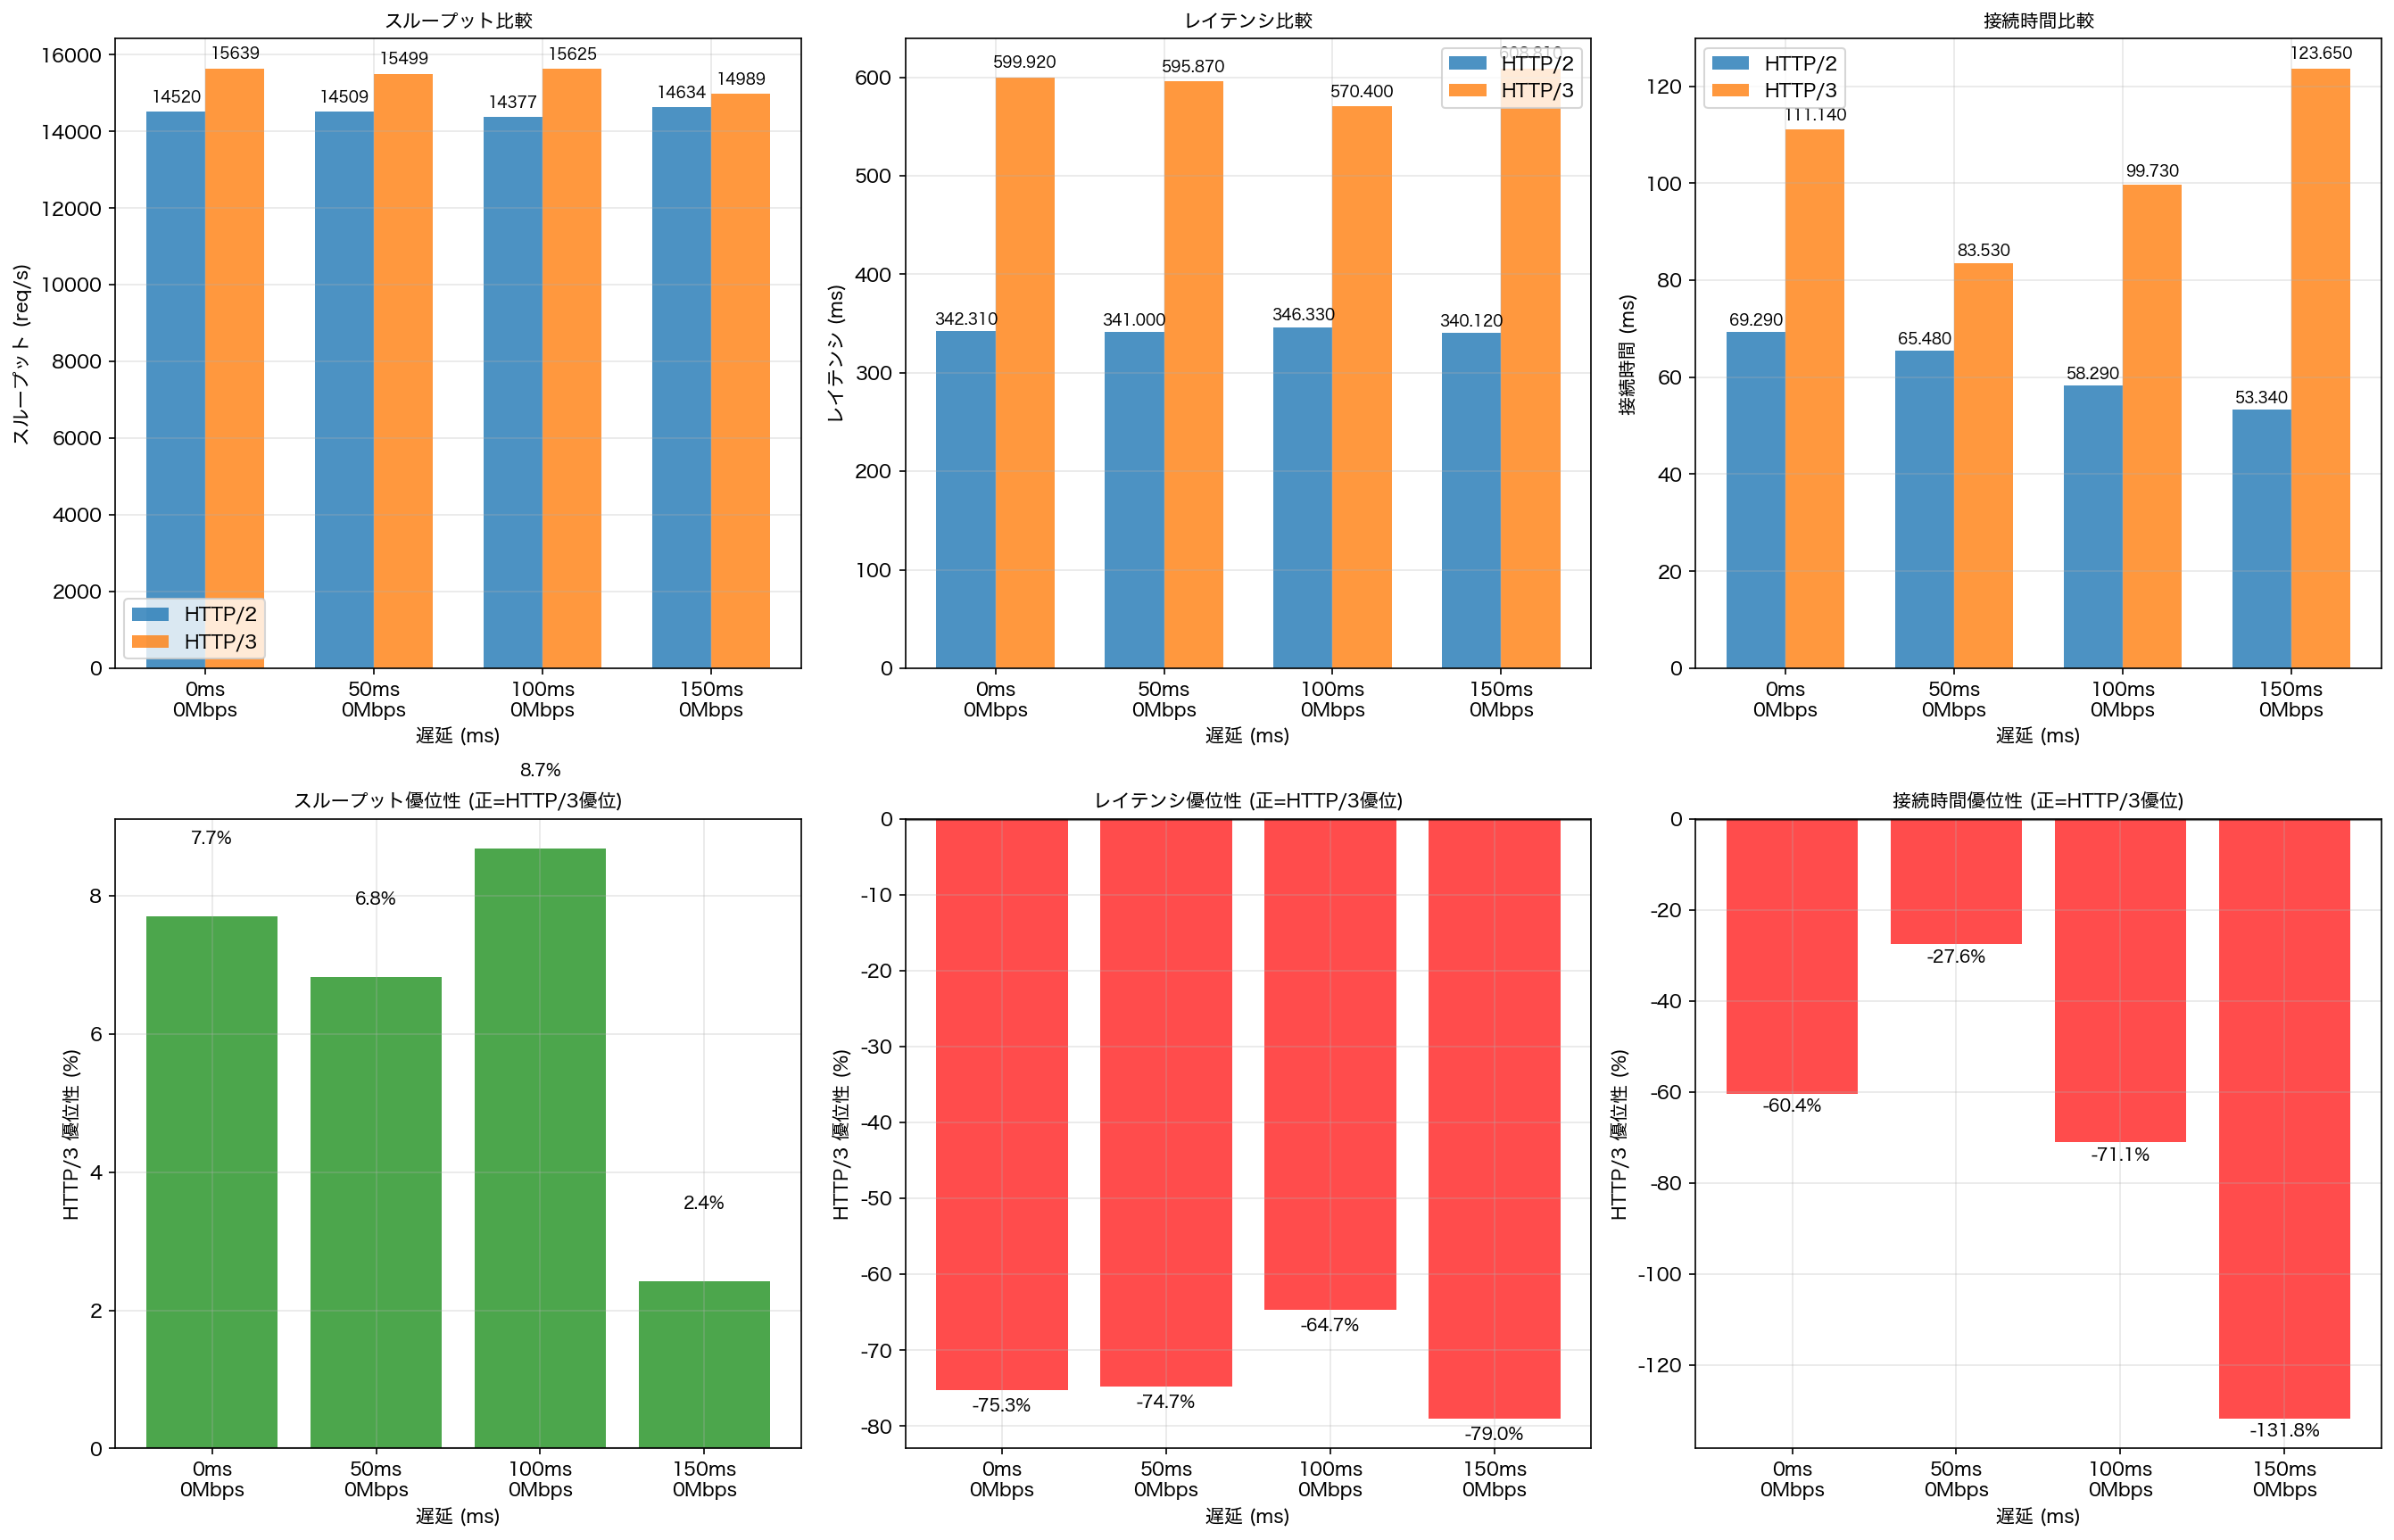 スループット比較
16000
14000
12000
10000
8000
6000
4000
2000
0
スループット (req/s)
14520
15639
14509
15499
14377
15625
14634
14989
HTTP/2
HTTP/3
0ms
0Mbps
50ms
0Mbps
100ms
0Mbps
150ms
0Mbps
遅延 (ms)
レイテンシ比較
600
500
400
300
200
100
0
レイテンシ (ms)
342.310
599.920
341.000
595.870
346.330
570.400
340.120
608.810
HTTP/2
HTTP/3
0ms
0Mbps
50ms
0Mbps
100ms
0Mbps
150ms
0Mbps
遅延 (ms)
接続時間比較
120
100
80
60
40
20
0
接続時間 (ms)
69.290
111.140
65.480
83.530
58.290
99.730
53.340
123.650
HTTP/2
HTTP/3
0ms
0Mbps
50ms
0Mbps
100ms
0Mbps
150ms
0Mbps
遅延 (ms)
スループット優位性 (正=HTTP/3優位)
8
6
4
2
0
HTTP/3 優位性 (%)
7.7%
6.8%
8.7%
2.4%
0ms
0Mbps
50ms
0Mbps
100ms
0Mbps
150ms
0Mbps
遅延 (ms)
レイテンシ優位性 (正=HTTP/3優位)
0
-10
-20
-30
-40
-50
-60
-70
-80
HTTP/3 優位性 (%)
-75.3%
-74.7%
-64.7%
-79.0%
0ms
0Mbps
50ms
0Mbps
100ms
0Mbps
150ms
0Mbps
遅延 (ms)
接続時間優位性 (正=HTTP/3優位)
0
-20
-40
-60
-80
-100
-120
HTTP/3 優位性 (%)
-60.4%
-27.6%
-71.1%
-131.8%
0ms
0Mbps
50ms
0Mbps
100ms
0Mbps
150ms
0Mbps
遅延 (ms)